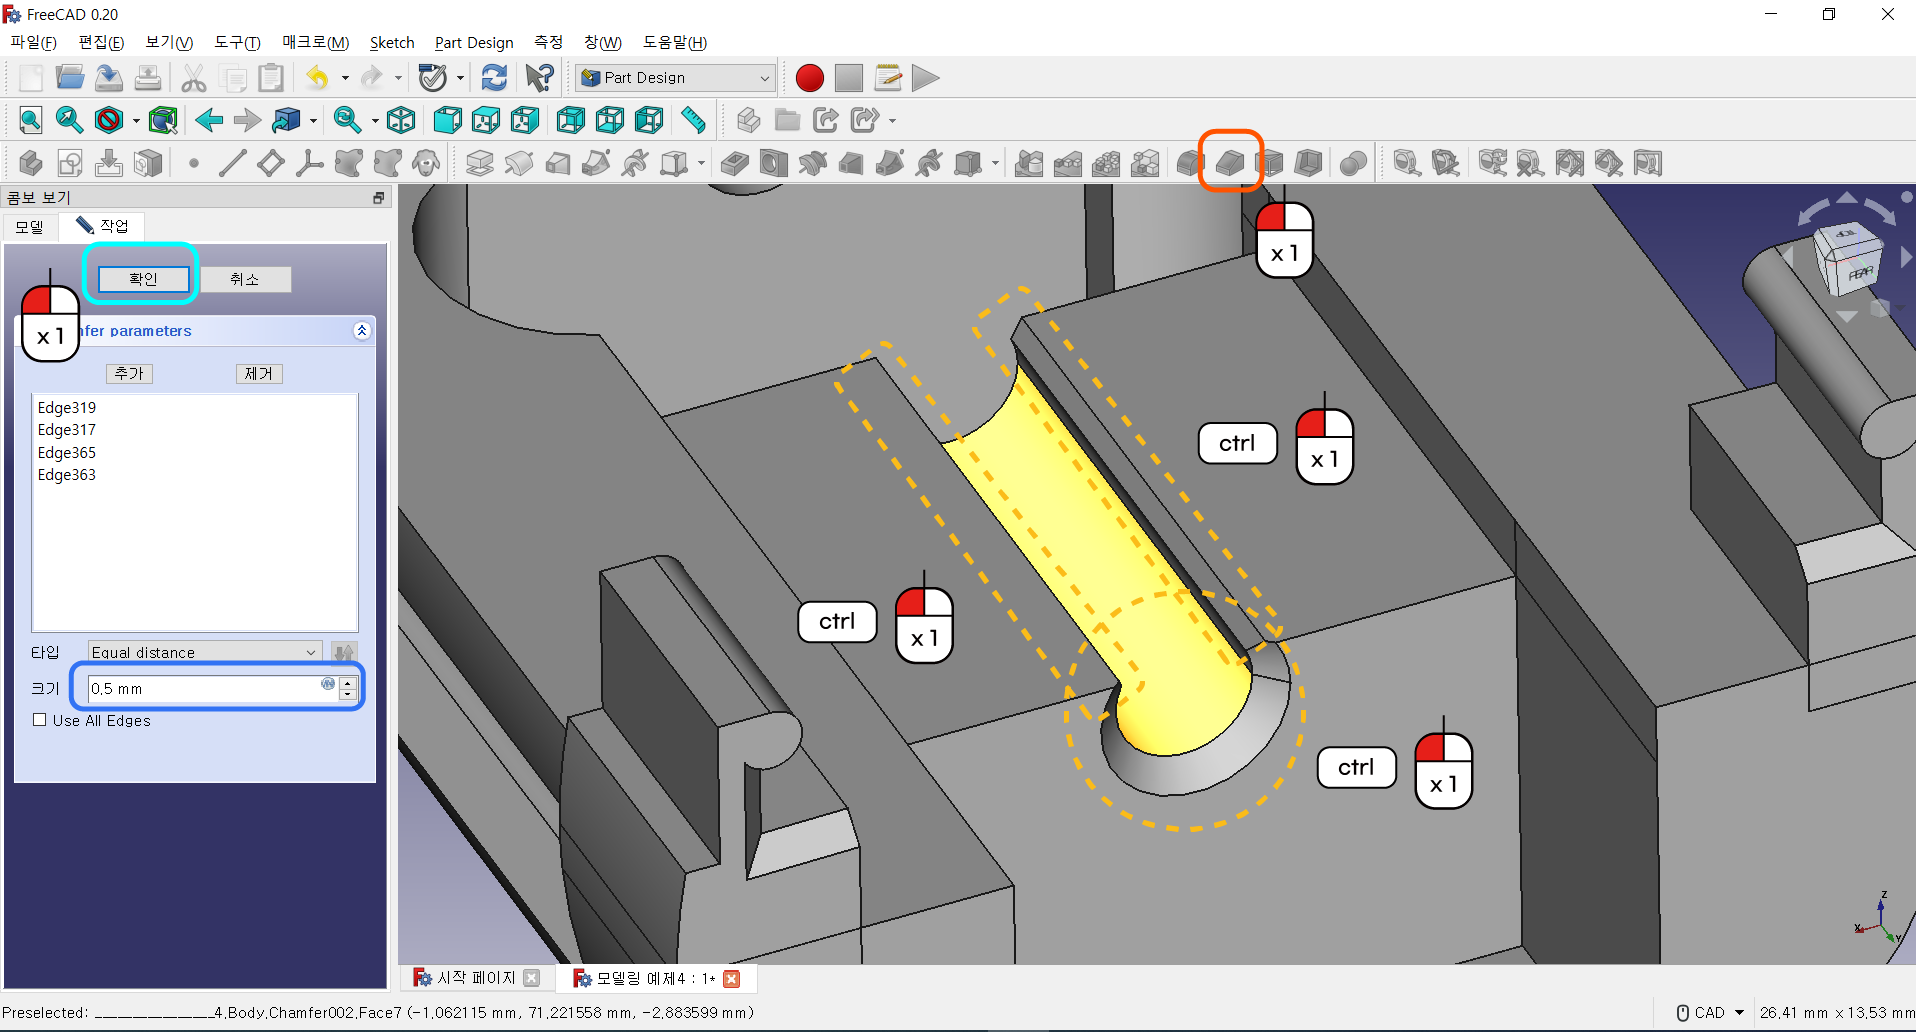 FreeCAD 0.20
파일(F) 편집(E) 보기(V) 도구(T) 매크로(M) Sketch Part Design 측정 창(W) 도움말(H)
Part Design
콤보 보기
모델 작업
확인 취소
x 1
x 1
fer parameters
추가 제거
Edge319
Edge317
Edge365
Edge363
ctrl x 1
ctrl x 1
타입 Equal distance
크기 0.5 mm
Use All Edges
ctrl x 1
TOP
REAR
Z
X
Y
시작 페이지 모델링 예제4 : 1*
Preselected: ________________4.Body.Chamfer002.Face7 (-1.062115 mm, 71.221558 mm, -2.883599 mm)
CAD 26.41 mm x 13.53 mm